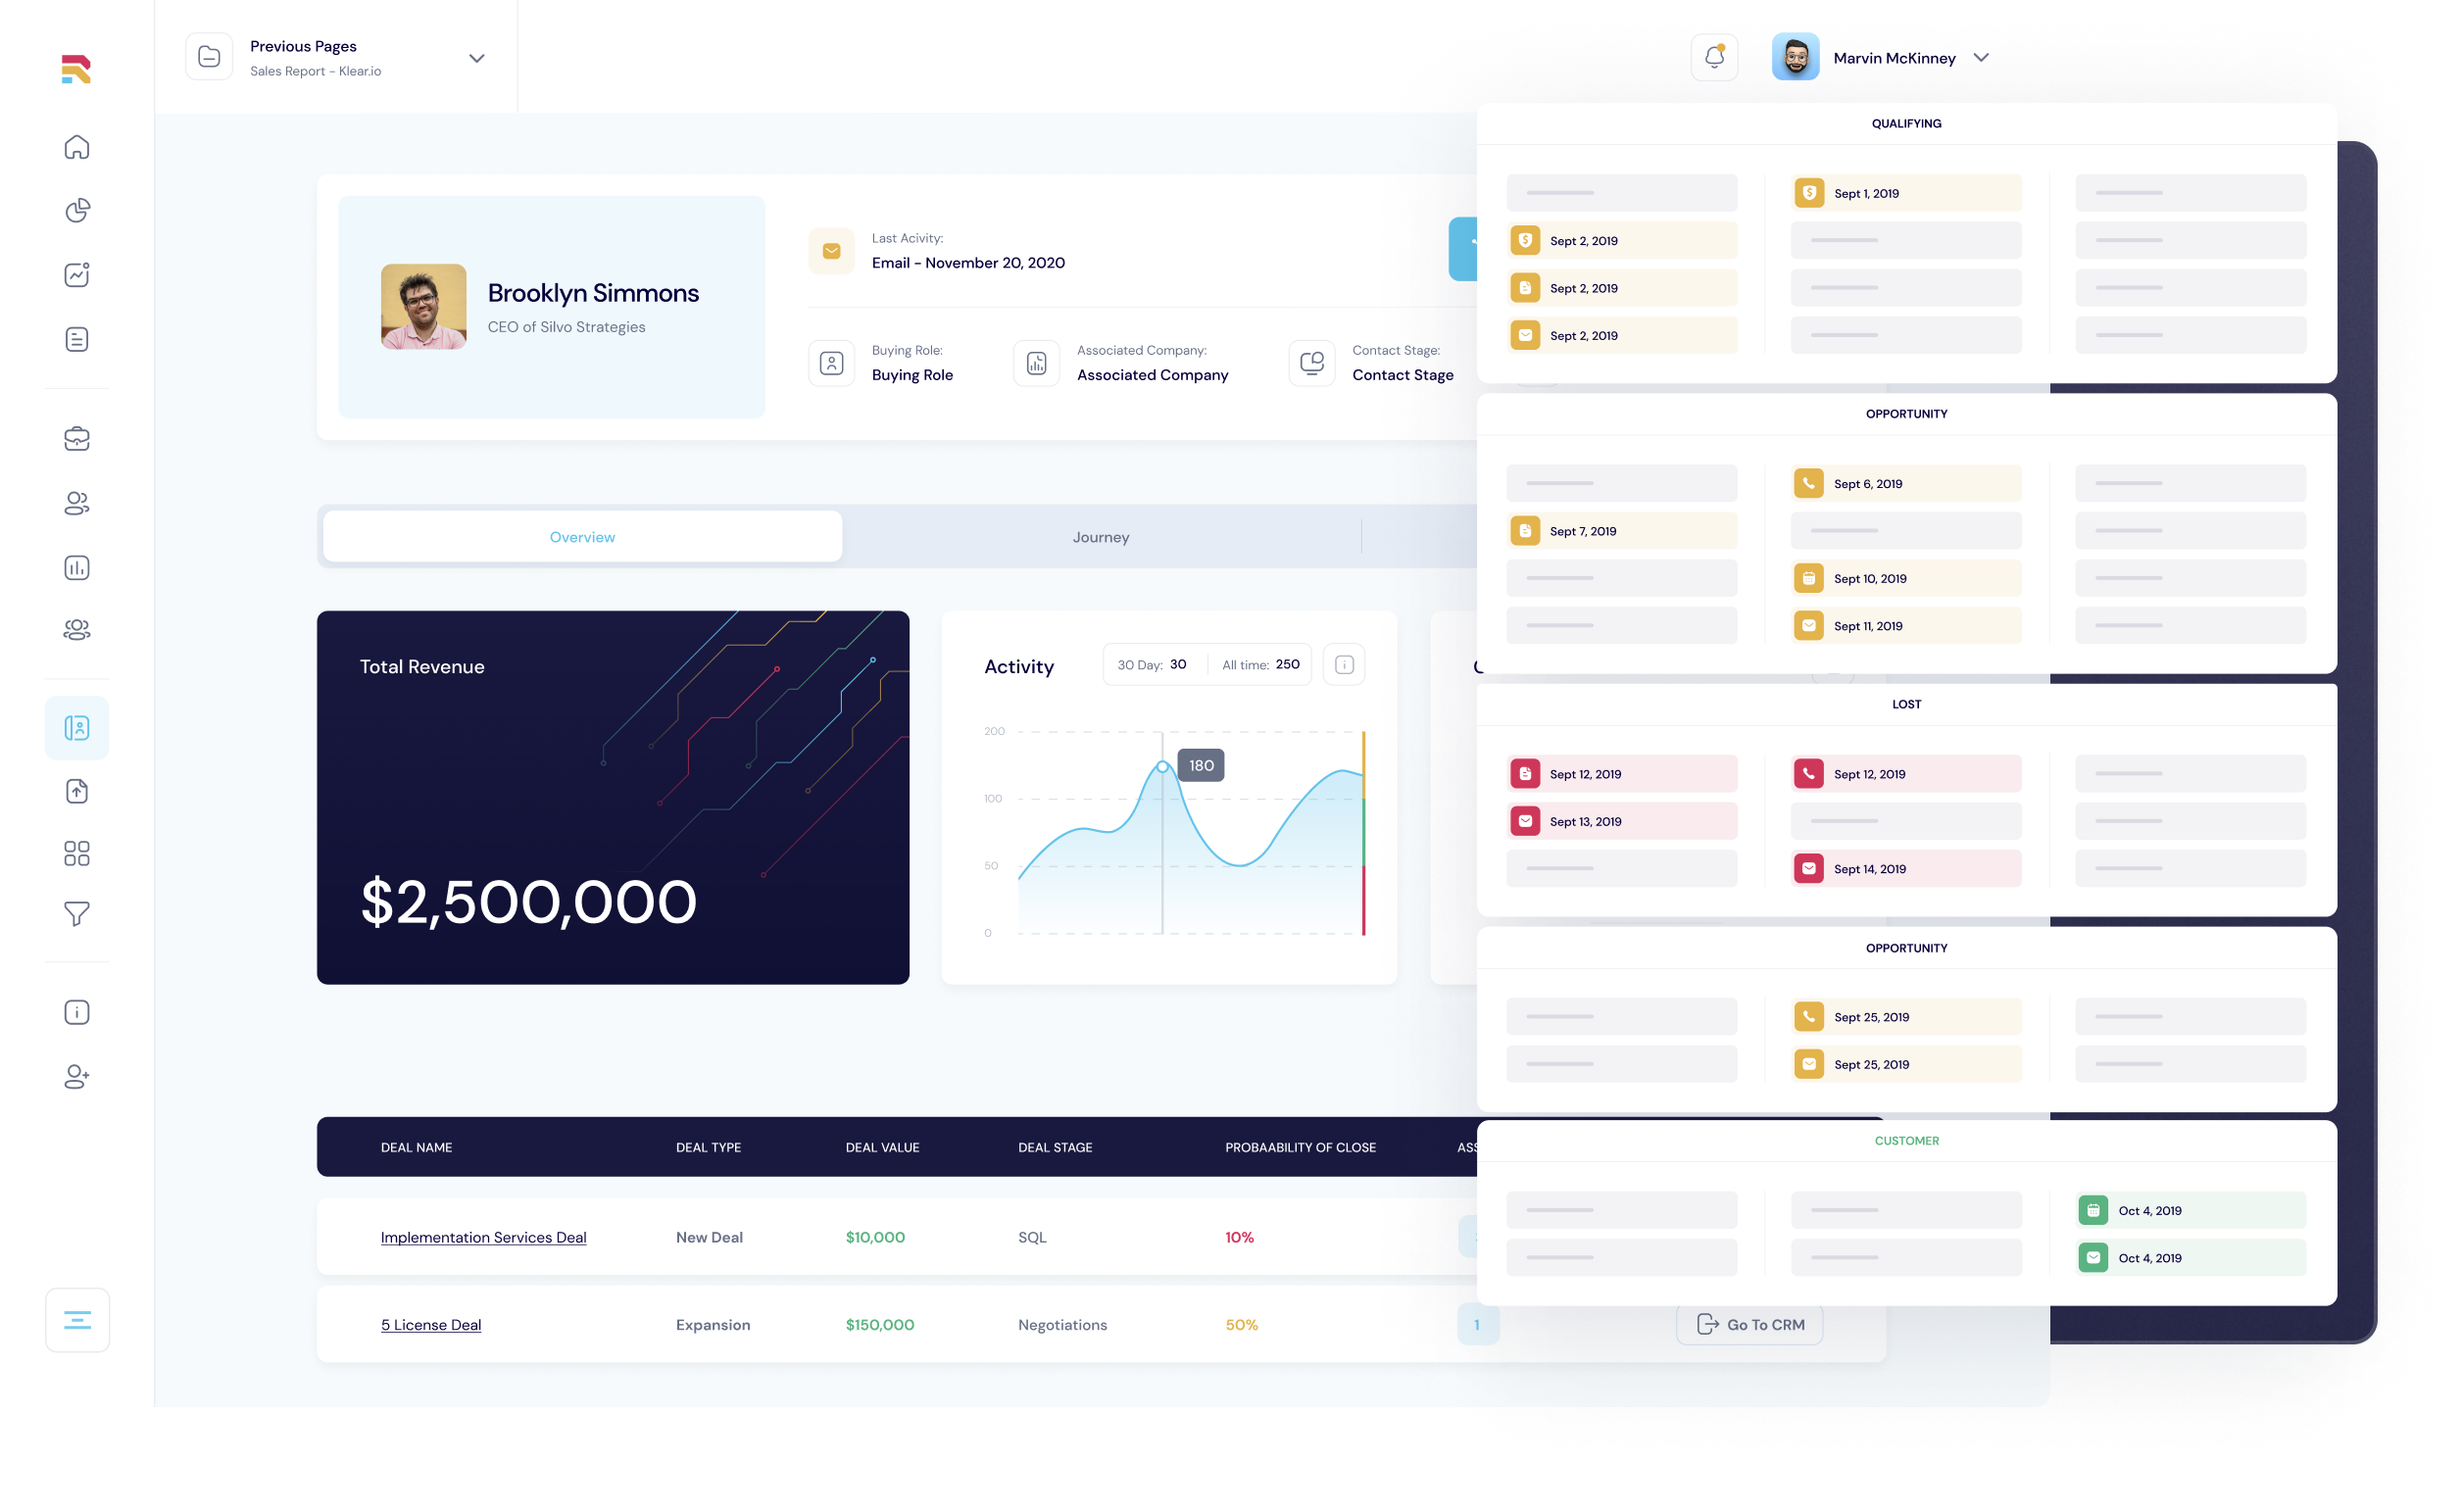 Previous Pages
Sales Report - Klear.io
Marvin McKinney
Brooklyn Simmons
CEO of Silvo Strategies
Last Acivity:
Email - November 20, 2020
Buying Role:
Buying Role
Associated Company:
Associated Company
Contact Stage:
Contact Stage
Overview
Journey
Total Revenue
$2,500,000
Activity
30 Day: 30
All time: 250
200
180
100
50
0
DEAL NAME
DEAL TYPE
DEAL VALUE
DEAL STAGE
PROBAABILITY OF CLOSE
Implementation Services Deal
New Deal
$10,000
SQL
10%
5 License Deal
Expansion
$150,000
Negotiations
50%
1
Go To CRM
QUALIFYING
Sept 1, 2019
Sept 2, 2019
Sept 2, 2019
Sept 2, 2019
OPPORTUNITY
Sept 6, 2019
Sept 7, 2019
Sept 10, 2019
Sept 11, 2019
LOST
Sept 12, 2019
Sept 12, 2019
Sept 13, 2019
Sept 14, 2019
OPPORTUNITY
Sept 25, 2019
Sept 25, 2019
CUSTOMER
Oct 4, 2019
Oct 4, 2019